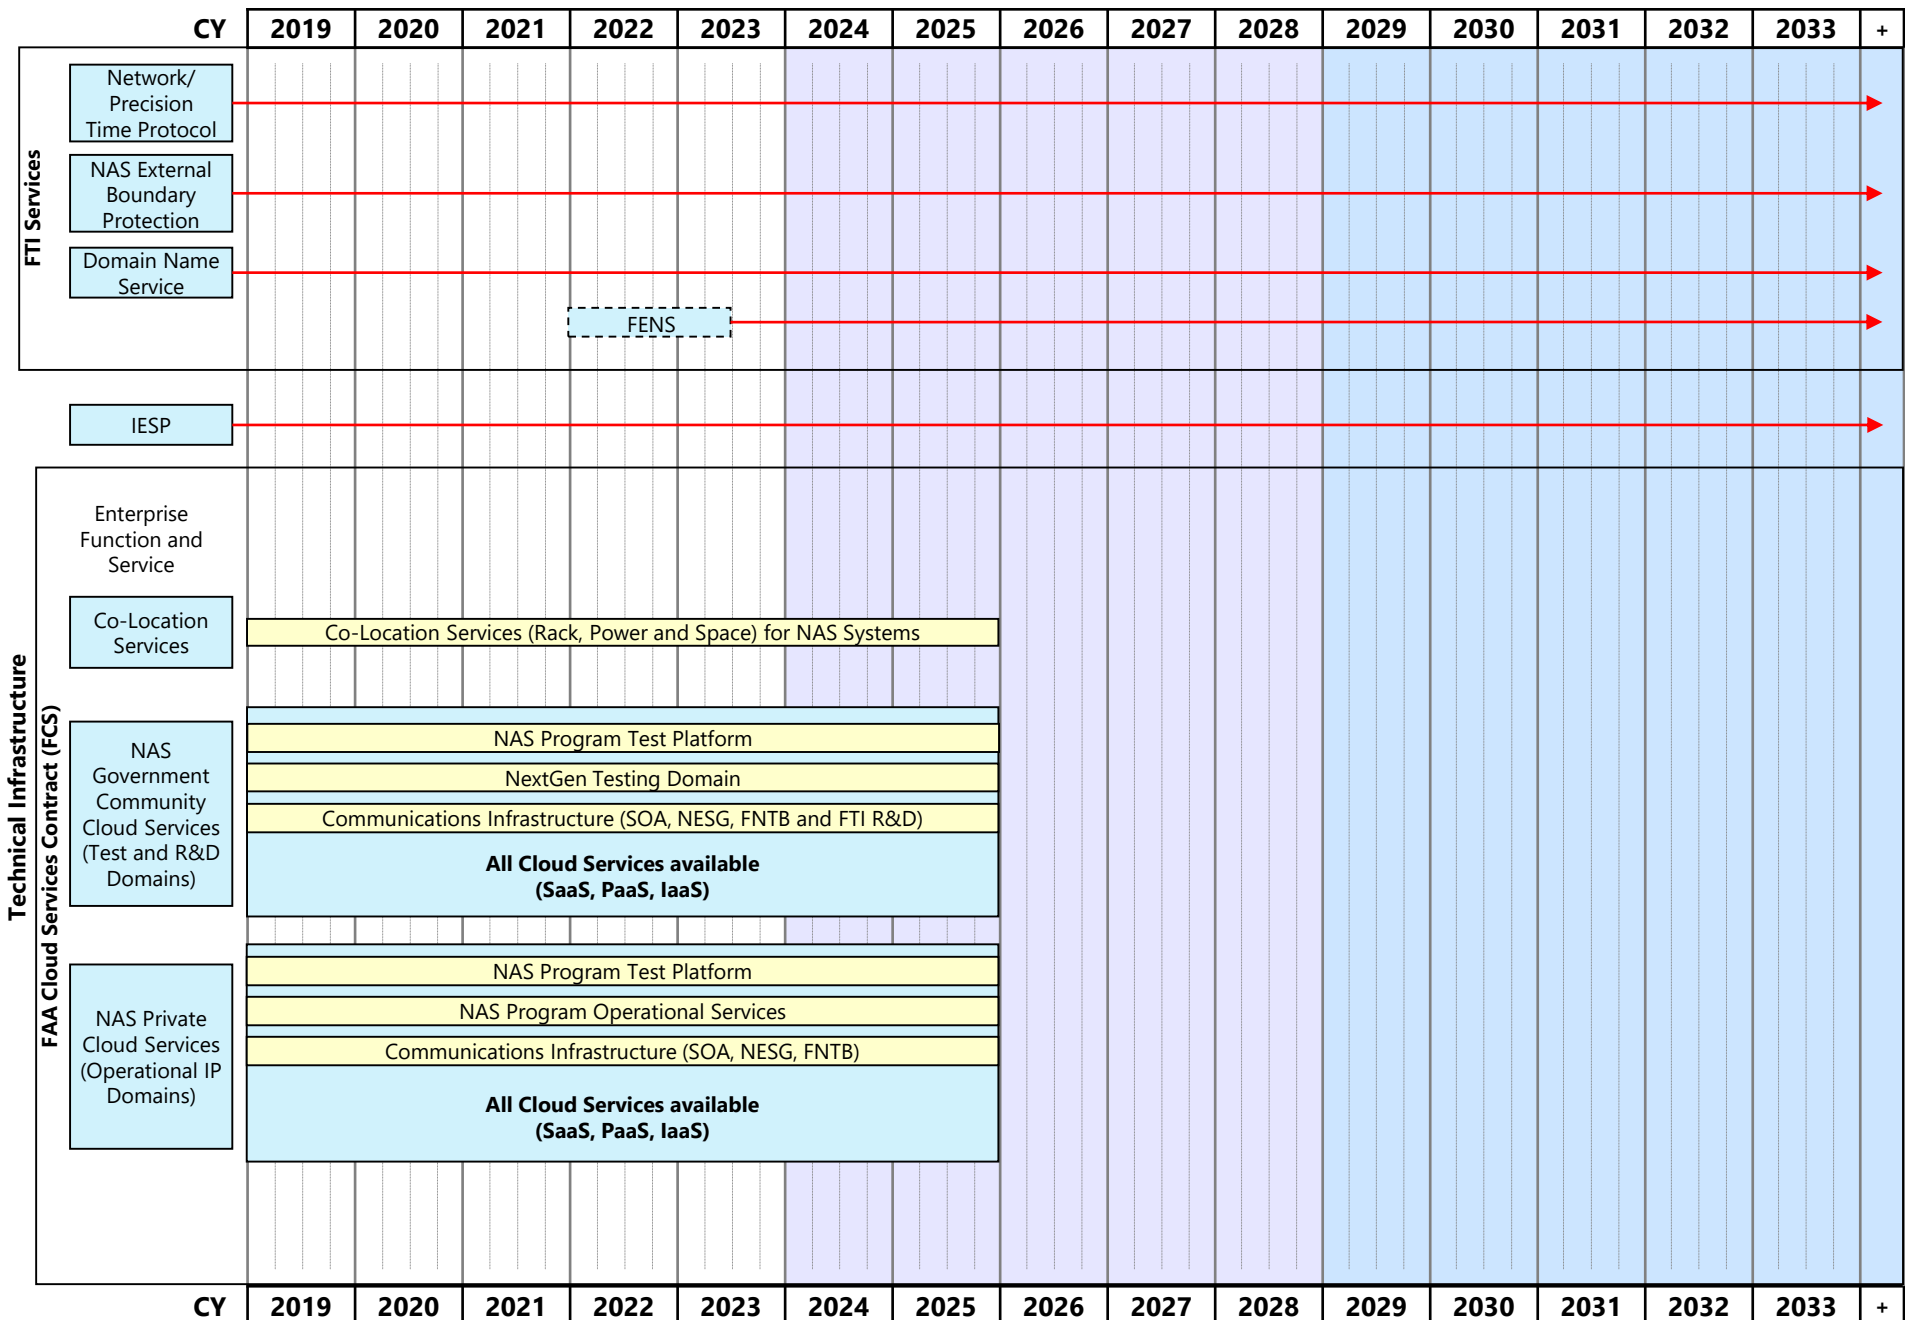 CY 2019 2020 2021 2022 2023 2024 2025 2026 2027 2028 2029 2030 2031 2032 2033 +
FTI Services
Network/
Precision
Time Protocol
NAS External
Boundary
Protection
Domain Name
Service
FENS
IESP
Technical Infrastructure
FAA Cloud Services Contract (FCS)
Enterprise
Function and
Service
Co-Location
Services
Co-Location Services (Rack, Power and Space) for NAS Systems
NAS
Government
Community
Cloud Services
(Test and R&D
Domains)
NAS Program Test Platform
NextGen Testing Domain
Communications Infrastructure (SOA, NESG, FNTB and FTI R&D)
All Cloud Services available
(SaaS, PaaS, IaaS)
NAS Private
Cloud Services
(Operational IP
Domains)
NAS Program Test Platform
NAS Program Operational Services
Communications Infrastructure (SOA, NESG, FNTB)
All Cloud Services available
(SaaS, PaaS, IaaS)
CY 2019 2020 2021 2022 2023 2024 2025 2026 2027 2028 2029 2030 2031 2032 2033 +